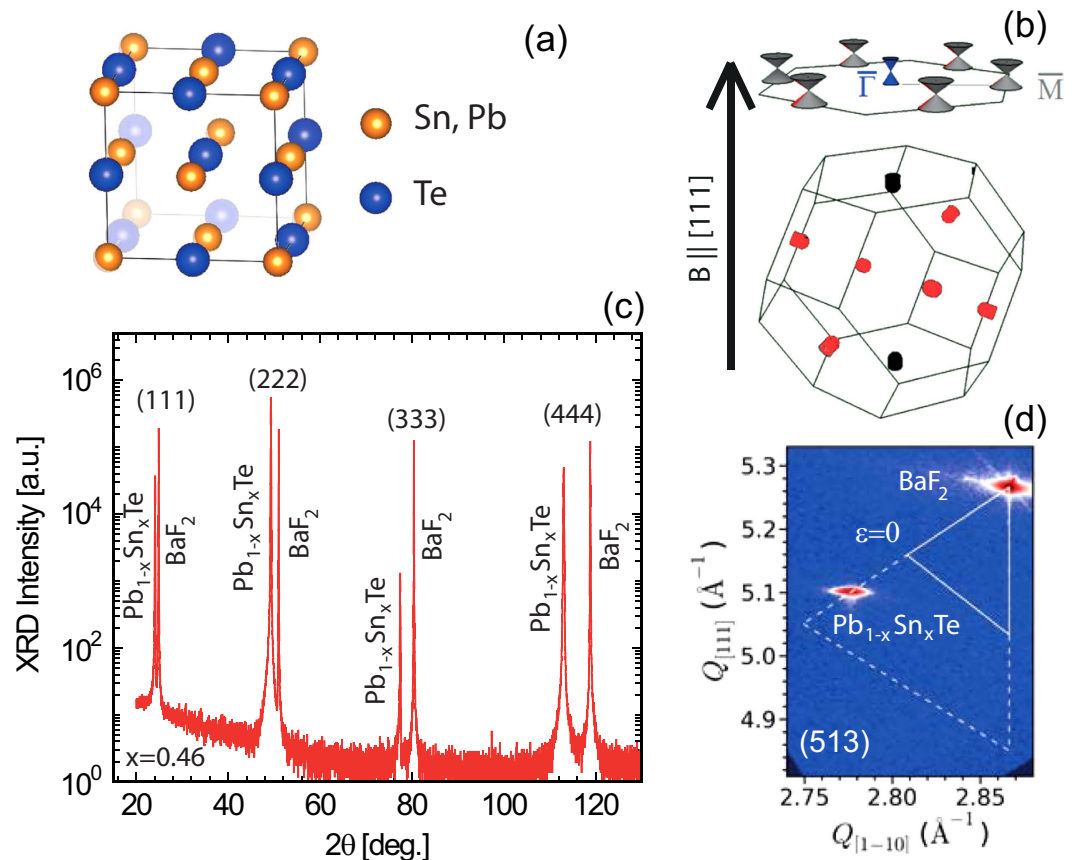 (a)
Sn, Pb
Te
(b)
Γ̅
M̅
B || [111]
(c)
XRD Intensity [a.u.]
10⁶
10⁴
10²
10⁰
(111)
(222)
(333)
(444)
Pb₁₋ₓSnₓTe
BaF₂
Pb₁₋ₓSnₓTe
BaF₂
Pb₁₋ₓSnₓTe
BaF₂
Pb₁₋ₓSnₓTe
BaF₂
x=0.46
20 40 60 80 100 120
2θ [deg.]
(d)
Q[111] (Å⁻¹)
5.3
5.2
5.1
5.0
4.9
BaF₂
ε=0
Pb₁₋ₓSnₓTe
(513)
2.75 2.80 2.85
Q[1−10] (Å⁻¹)